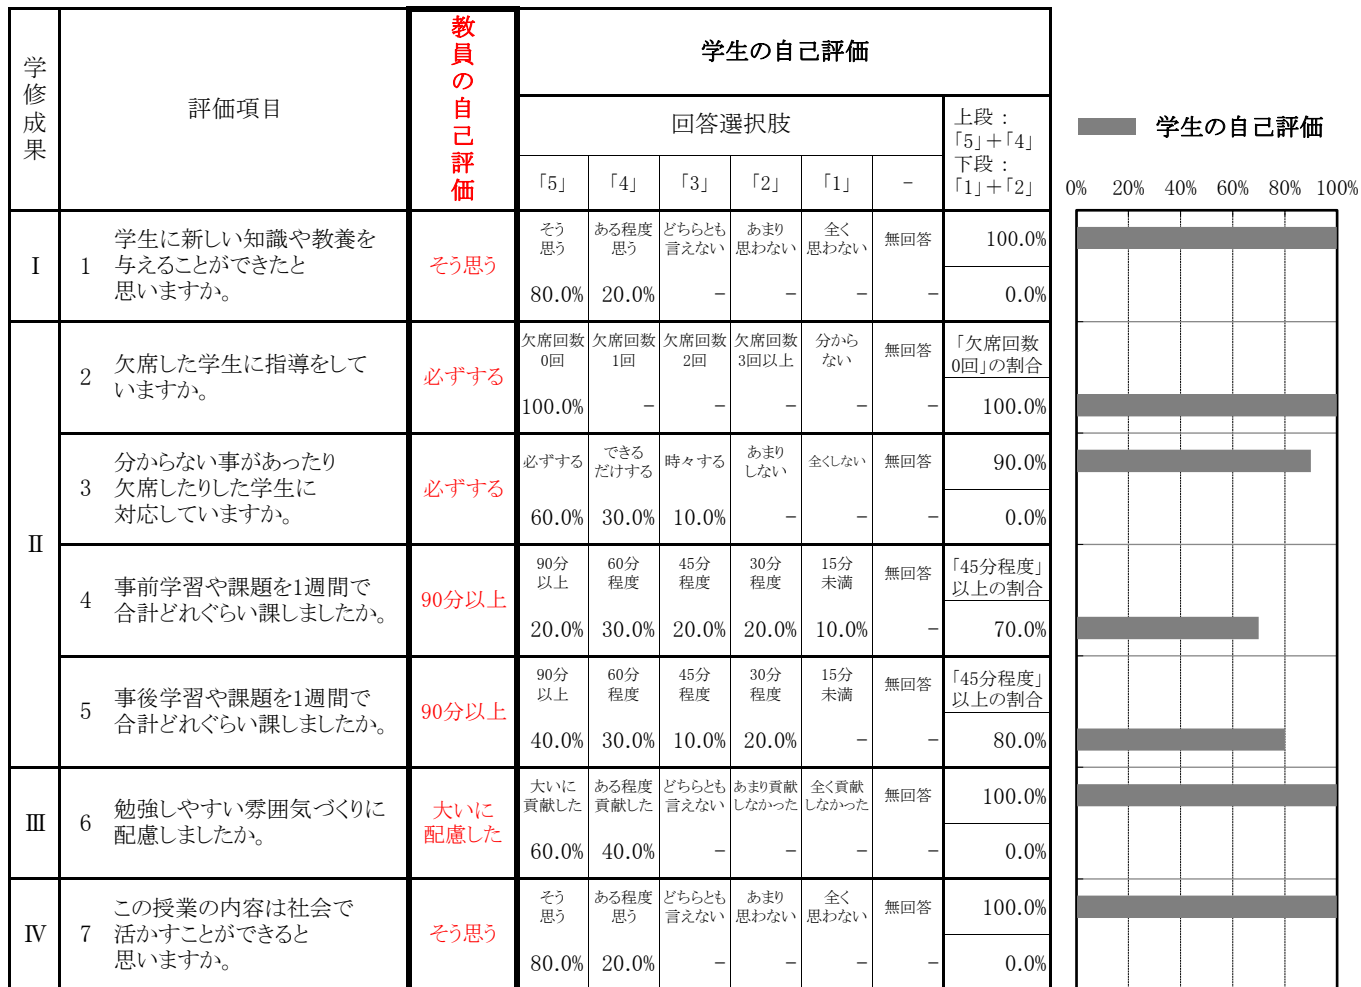 学修成果
評価項目
教員の自己評価
学生の自己評価
回答選択肢
上段：
「5」＋「4」
下段：
「1」＋「2」
「5」 「4」 「3」 「2」 「1」 －
学生の自己評価
0% 20% 40% 60% 80% 100%
Ⅰ
1
学生に新しい知識や教養を
与えることができたと
思いますか。
そう思う
そう
思う
ある程度
思う
どちらとも
言えない
あまり
思わない
全く
思わない
無回答
100.0%
80.0% 20.0% － － － －
0.0%
Ⅱ
2
欠席した学生に指導をして
いますか。
必ずする
欠席回数
0回
欠席回数
1回
欠席回数
2回
欠席回数
3回以上
分から
ない
無回答
「欠席回数
0回」の割合
100.0% － － － － －
100.0%
3
分からない事があったり
欠席したりした学生に
対応していますか。
必ずする
必ずする
できる
だけする
時々する
あまり
しない
全くしない
無回答
90.0%
60.0% 30.0% 10.0% － － －
0.0%
4
事前学習や課題を1週間で
合計どれぐらい課しましたか。
90分以上
90分
以上
60分
程度
45分
程度
30分
程度
15分
未満
無回答
「45分程度」
以上の割合
20.0% 30.0% 20.0% 20.0% 10.0% －
70.0%
5
事後学習や課題を1週間で
合計どれぐらい課しましたか。
90分以上
90分
以上
60分
程度
45分
程度
30分
程度
15分
未満
無回答
「45分程度」
以上の割合
40.0% 30.0% 10.0% 20.0% － －
80.0%
Ⅲ
6
勉強しやすい雰囲気づくりに
配慮しましたか。
大いに
配慮した
大いに
貢献した
ある程度
貢献した
どちらとも
言えない
あまり貢献
しなかった
全く貢献
しなかった
無回答
100.0%
60.0% 40.0% － － － －
0.0%
Ⅳ
7
この授業の内容は社会で
活かすことができると
思いますか。
そう思う
そう
思う
ある程度
思う
どちらとも
言えない
あまり
思わない
全く
思わない
無回答
100.0%
80.0% 20.0% － － － －
0.0%